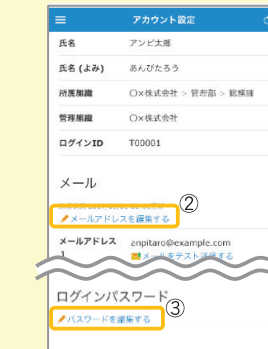 アカウント設定
氏名 アンピ太郎
氏名 (よみ) あんぴたろう
所属組織 ○×株式会社 > 管理部 > 総務課
管理組織 ○×株式会社
ログインID T00001
メール
②
メールアドレスを編集する
メールアドレス anpitaro@example.com
1 メールをテスト送信する
ログインパスワード
③
パスワードを編集する